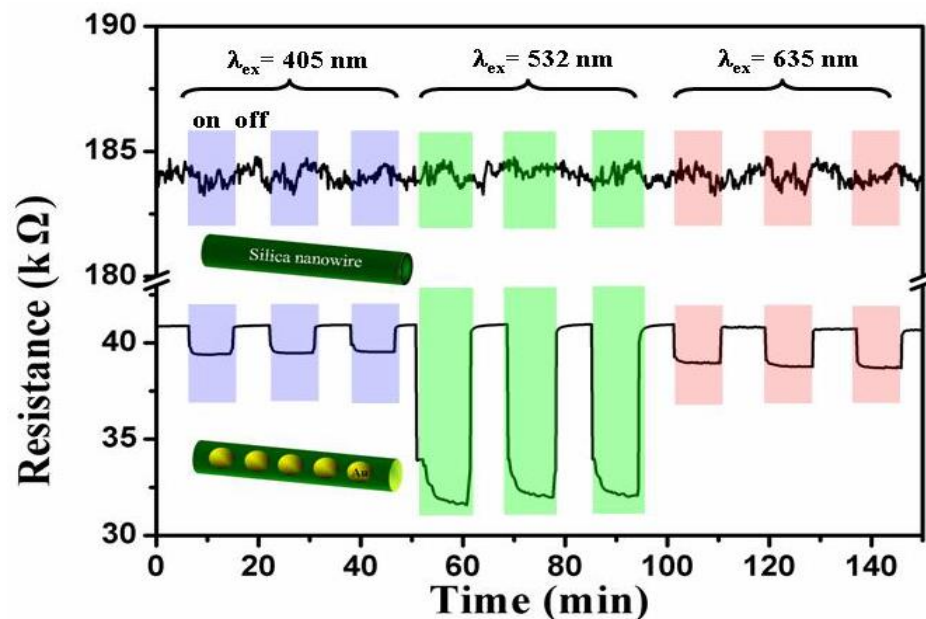 190
λex= 405 nm
λex= 532 nm
λex= 635 nm
on off
185
Silica nanowire
180
40
35
Au
30
0 20 40 60 80 100 120 140
Resistance (k Ω)
Time (min)